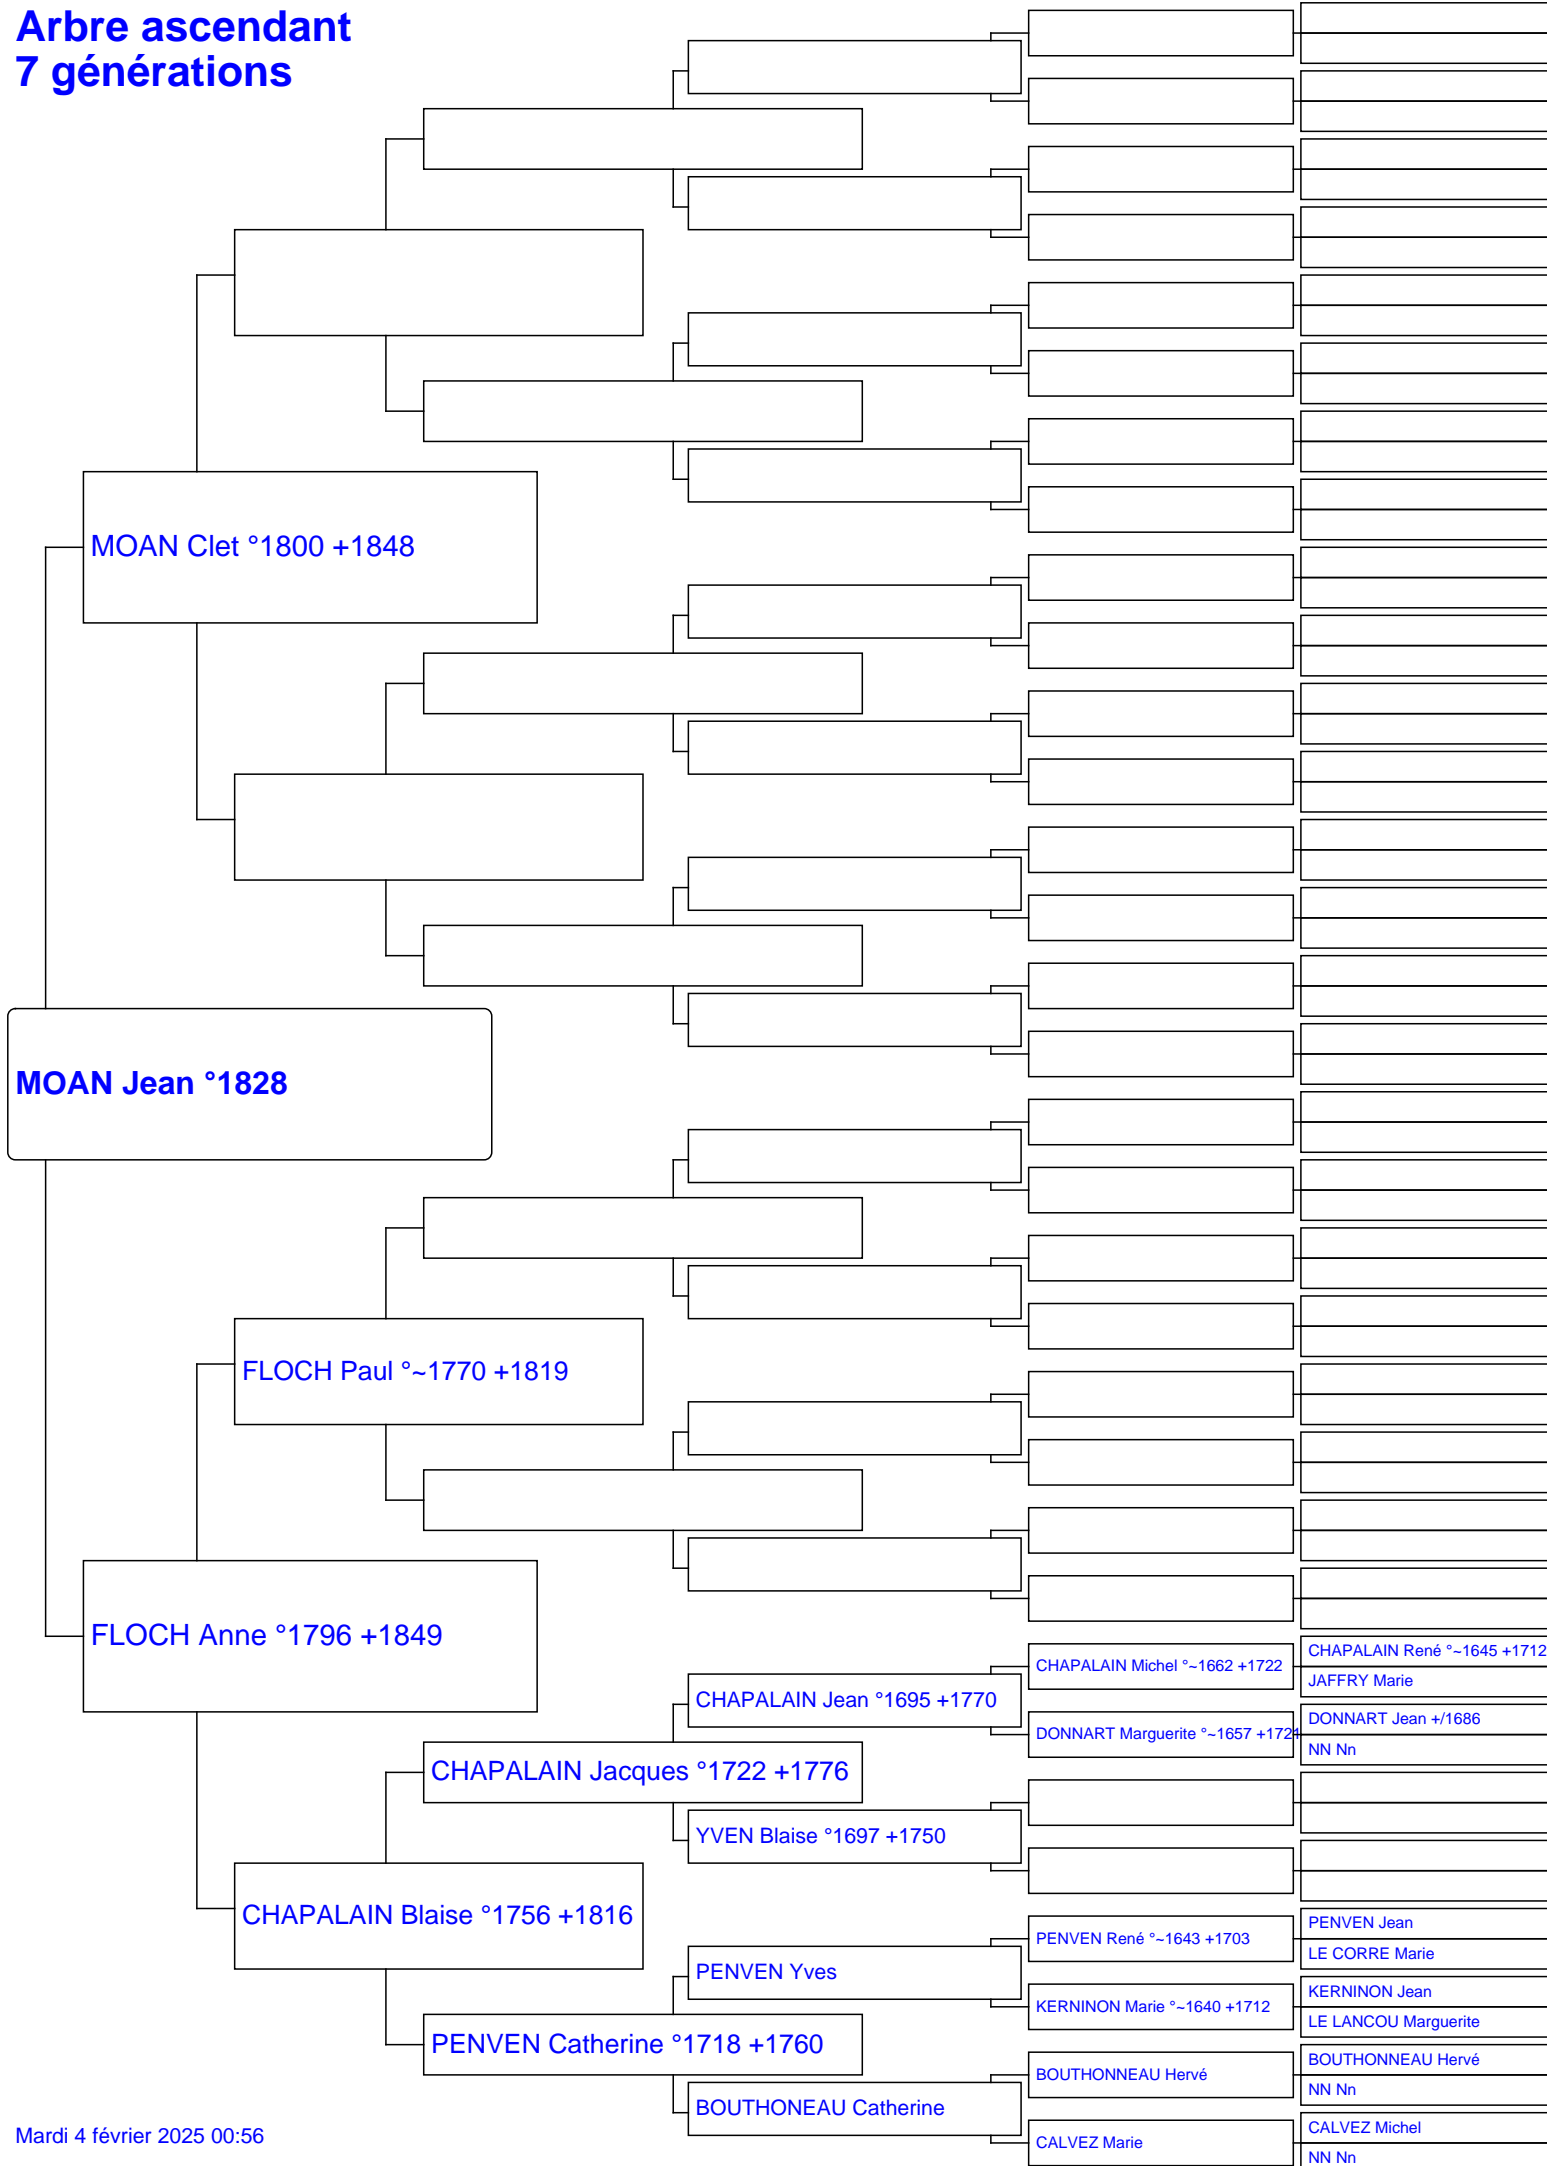 Arbre ascendant
7 générations
MOAN Clet °1800 +1848
MOAN Jean °1828
FLOCH Paul °~1770 +1819
FLOCH Anne °1796 +1849
CHAPALAIN René °~1645 +1712
CHAPALAIN Michel °~1662 +1722
JAFFRY Marie
CHAPALAIN Jean °1695 +1770
DONNART Jean +/1686
DONNART Marguerite °~1657 +1721
NN Nn
CHAPALAIN Jacques °1722 +1776
YVEN Blaise °1697 +1750
CHAPALAIN Blaise °1756 +1816
PENVEN Jean
PENVEN René °~1643 +1703
LE CORRE Marie
PENVEN Yves
KERNINON Jean
KERNINON Marie °~1640 +1712
LE LANCOU Marguerite
PENVEN Catherine °1718 +1760
BOUTHONNEAU Hervé
BOUTHONNEAU Hervé
NN Nn
BOUTHONEAU Catherine
CALVEZ Michel
CALVEZ Marie
NN Nn
Mardi 4 février 2025 00:56